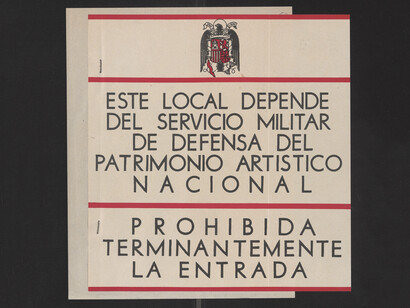 ESTE LOCAL DEPENDE
DEL SERVICIO MILITAR
DE DEFENSA DEL
PATRIMONIO ARTISTICO
NACIONAL
PROHIBIDA
TERMINANTEMENTE
LA ENTRADA